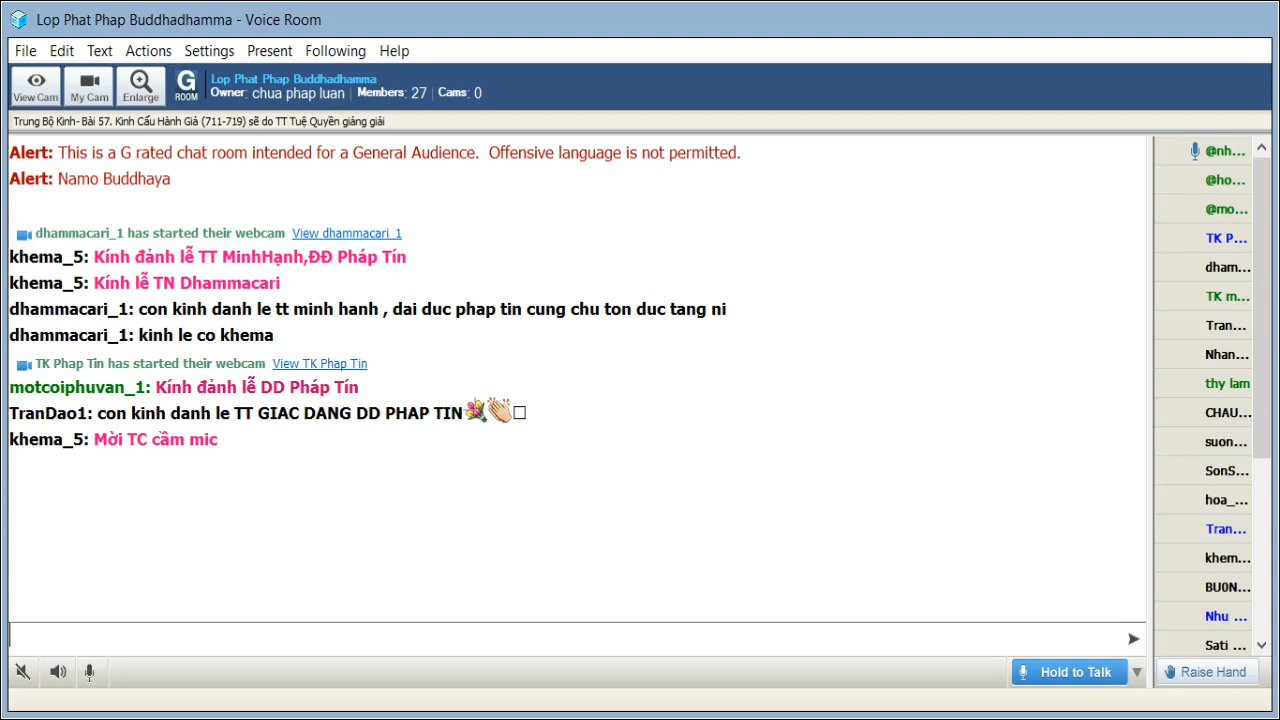 Lop Phat Phap Buddhadhamma - Voice Room
File Edit Text Actions Settings Present Following Help
View Cam My Cam Enlarge G ROOM
Lop Phat Phap Buddhadhamma
Owner: chua phap luan Members: 27 Cams: 0
Trung Bộ Kinh- Bài 57. Kinh Cẩu Hành Giả (711-719) sẽ do TT Tuệ Quyền giảng giải
Alert: This is a G rated chat room intended for a General Audience. Offensive language is not permitted.
Alert: Namo Buddhaya
dhammacari_1 has started their webcam View dhammacari_1
khema_5: Kính đảnh lễ TT MinhHạnh,ĐĐ Pháp Tín
khema_5: Kính lễ TN Dhammacari
dhammacari_1: con kinh danh le tt minh hanh , dai duc phap tin cung chu ton duc tang ni
dhammacari_1: kinh le co khema
TK Phap Tin has started their webcam View TK Phap Tin
motcoiphuvan_1: Kính đảnh lễ DD Pháp Tín
TranDao1: con kinh danh le TT GIAC DANG DD PHAP TIN
khema_5: Mời TC cầm mic
@nh...
@ho...
@mo...
TK P...
dham...
TK m...
Tran...
Nhan...
thy lam
CHAU...
suon...
SonS...
hoa_...
Tran...
khem...
BU0N...
Nhu ...
Sati ...
Hold to Talk
Raise Hand